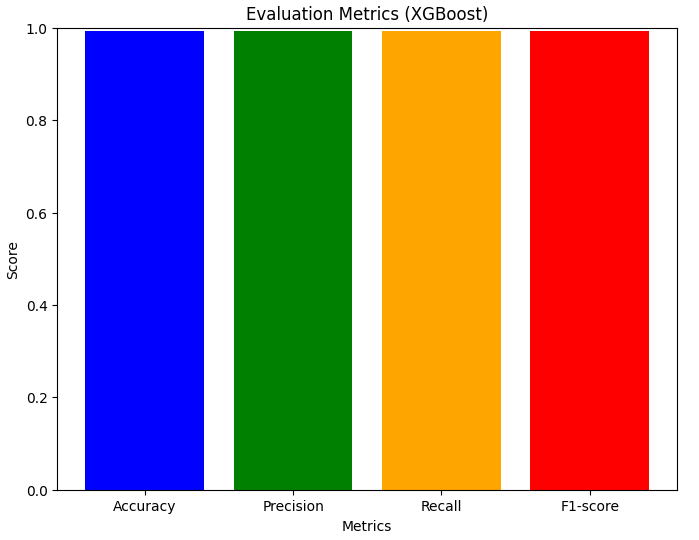 Evaluation Metrics (XGBoost)
1.0
0.8
0.6
0.4
0.2
0.0
Score
Accuracy Precision Recall F1-score
Metrics